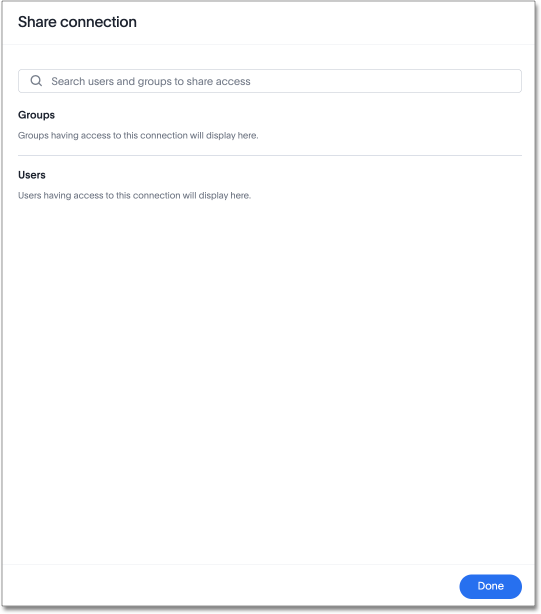 Share connection
Search users and groups to share access
Groups
Groups having access to this connection will display here.
Users
Users having access to this connection will display here.
Done